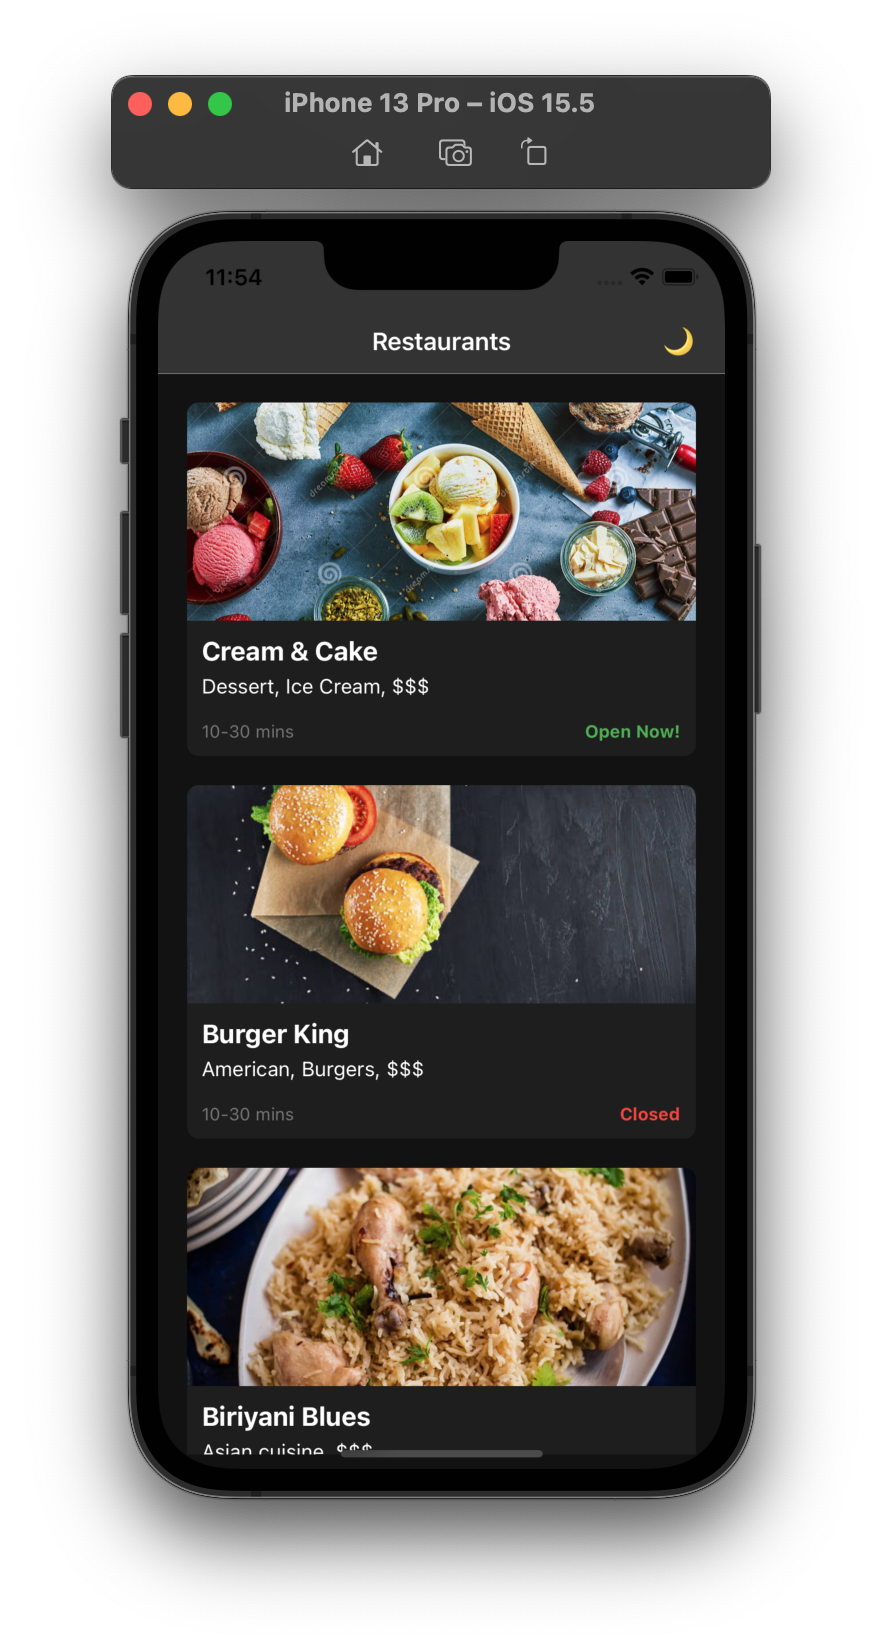 iPhone 13 Pro – iOS 15.5
11:54
Restaurants
Cream & Cake
Dessert, Ice Cream, $$$
10-30 mins
Open Now!
Burger King
American, Burgers, $$$
10-30 mins
Closed
Biriyani Blues
Asian cuisine, $$$